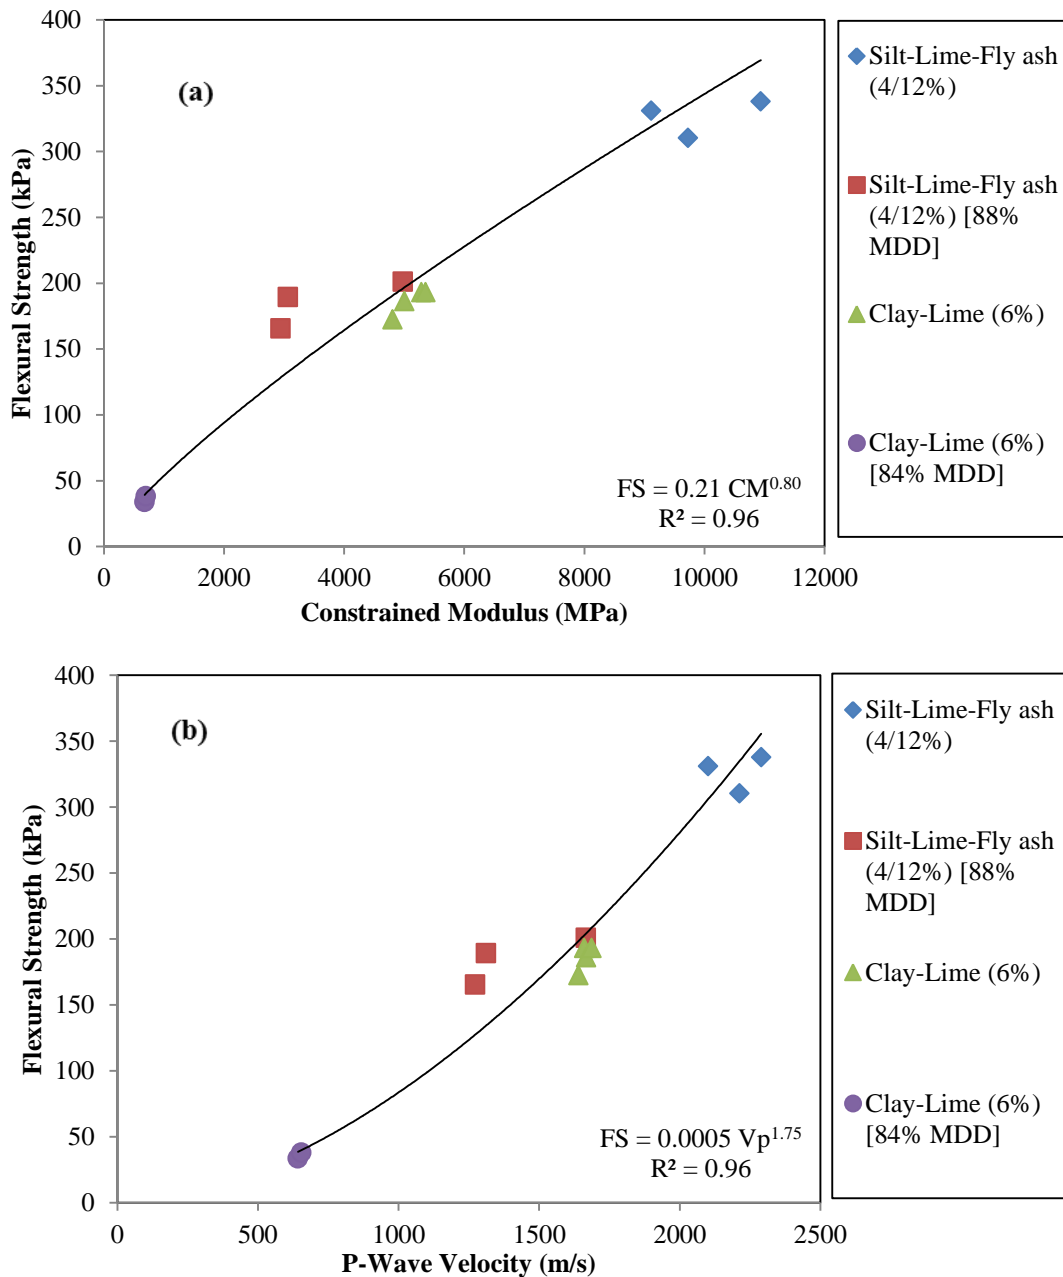 400
350
300
250
200
150
100
50
0
Flexural Strength (kPa)
(a)
FS = 0.21 CM^0.80
R² = 0.96
0 2000 4000 6000 8000 10000 12000
Constrained Modulus (MPa)
Silt-Lime-Fly ash
(4/12%)
Silt-Lime-Fly ash
(4/12%) [88%
MDD]
Clay-Lime (6%)
Clay-Lime (6%)
[84% MDD]
400
350
300
250
200
150
100
50
0
Flexural Strength (kPa)
(b)
FS = 0.0005 Vp^1.75
R² = 0.96
0 500 1000 1500 2000 2500
P-Wave Velocity (m/s)
Silt-Lime-Fly ash
(4/12%)
Silt-Lime-Fly ash
(4/12%) [88%
MDD]
Clay-Lime (6%)
Clay-Lime (6%)
[84% MDD]